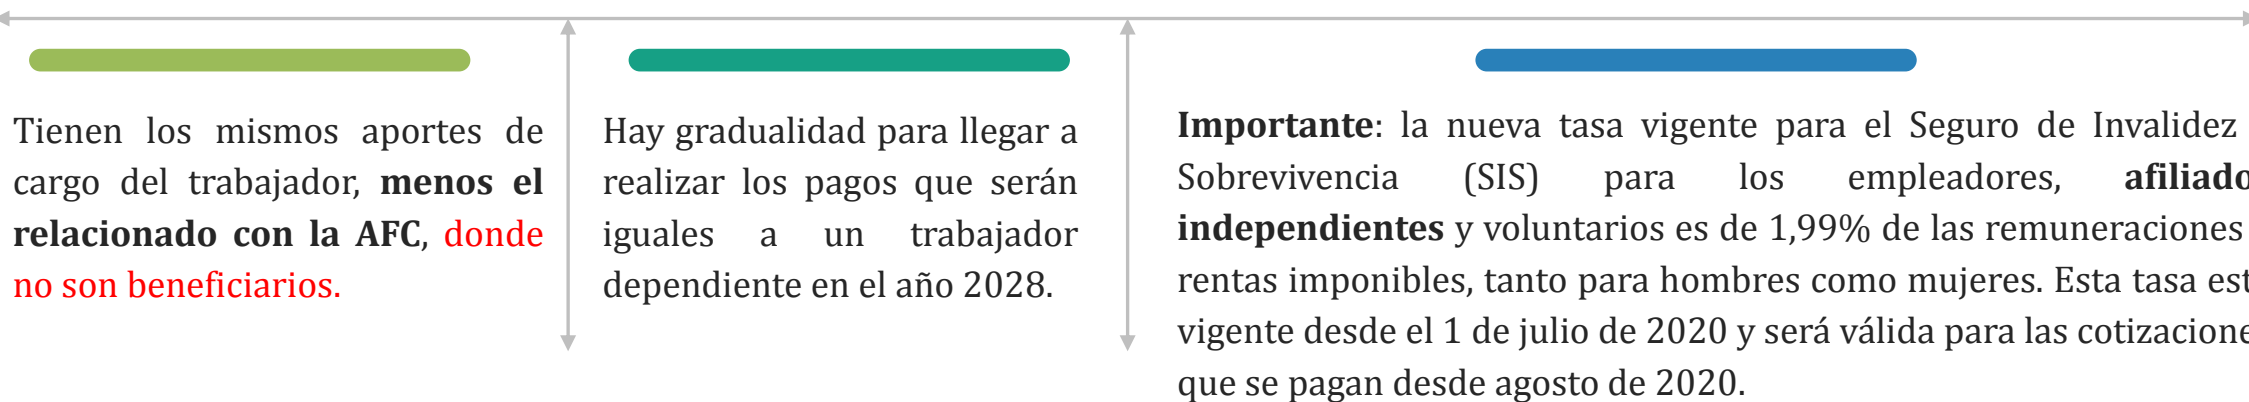 Tienen los mismos aportes de
cargo del trabajador, menos el
relacionado con la AFC, donde
no son beneficiarios.
Hay gradualidad para llegar a
realizar los pagos que serán
iguales a un trabajador
dependiente en el año 2028.
Importante: la nueva tasa vigente para el Seguro de Invalidez
Sobrevivencia (SIS) para los empleadores, afiliado
independientes y voluntarios es de 1,99% de las remuneraciones
rentas imponibles, tanto para hombres como mujeres. Esta tasa est
vigente desde el 1 de julio de 2020 y será válida para las cotizacione
que se pagan desde agosto de 2020.